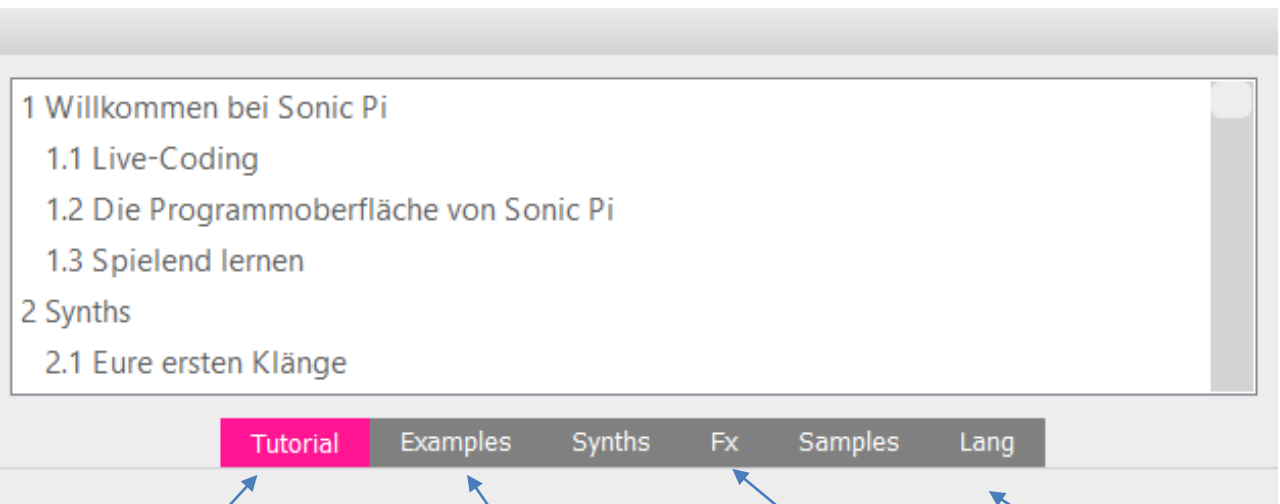 1 Willkommen bei Sonic Pi
1.1 Live-Coding
1.2 Die Programmoberfläche von Sonic Pi
1.3 Spielend lernen
2 Synths
2.1 Eure ersten Klänge
Tutorial Examples Synths Fx Samples Lang